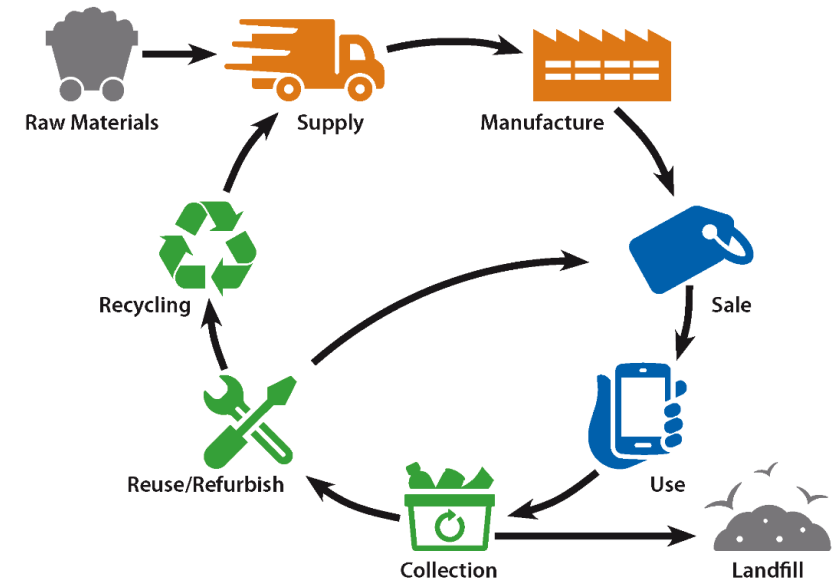 Raw Materials
Supply
Manufacture
Recycling
Sale
Reuse/Refurbish
Use
Collection
Landfill